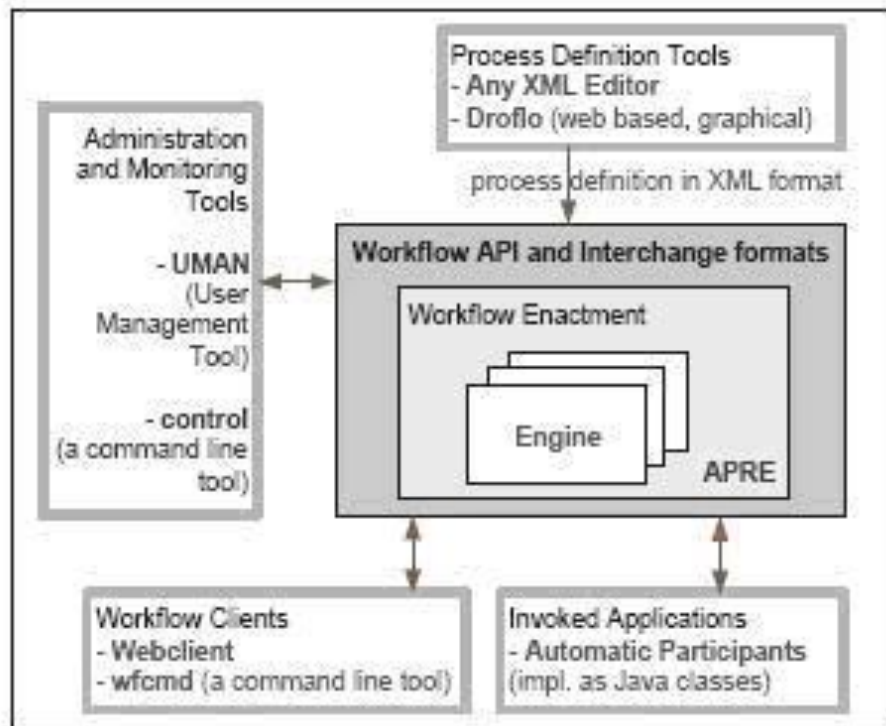 Process Definition Tools
- Any XML Editor
- Droflo (web based, graphical)
process definition in XML format
Administration
and Monitoring
Tools
- UMAN
(User
Management
Tool)
- control
(a command line
tool)
Workflow API and Interchange formats
Workflow Enactment
Engine
APRE
Workflow Clients
- Webclient
- wfcmd (a command line tool)
Invoked Applications
- Automatic Participants
(impl. as Java classes)